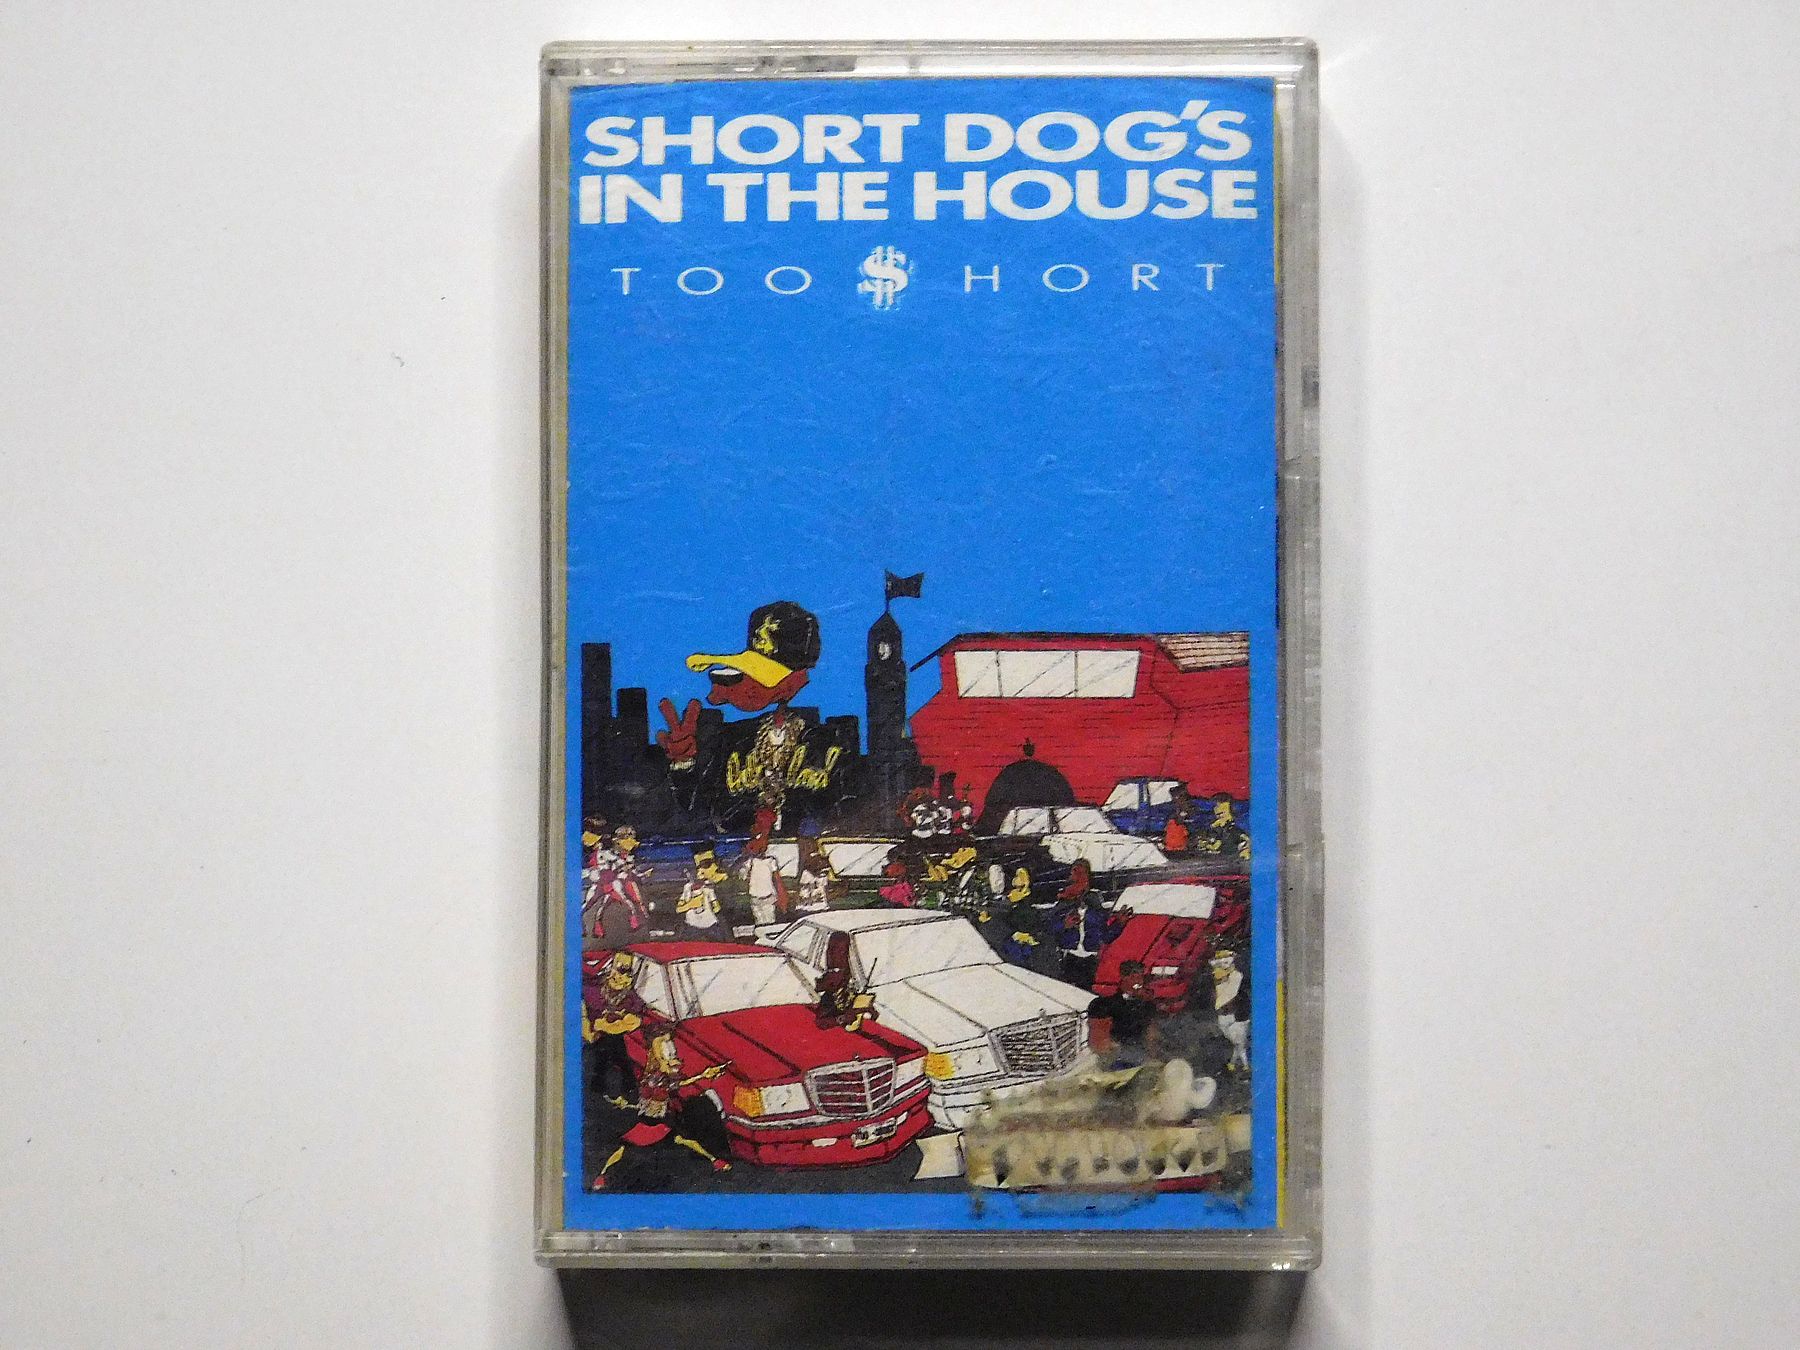 SHORT DOG'S
IN THE HOUSE
TOO $HORT